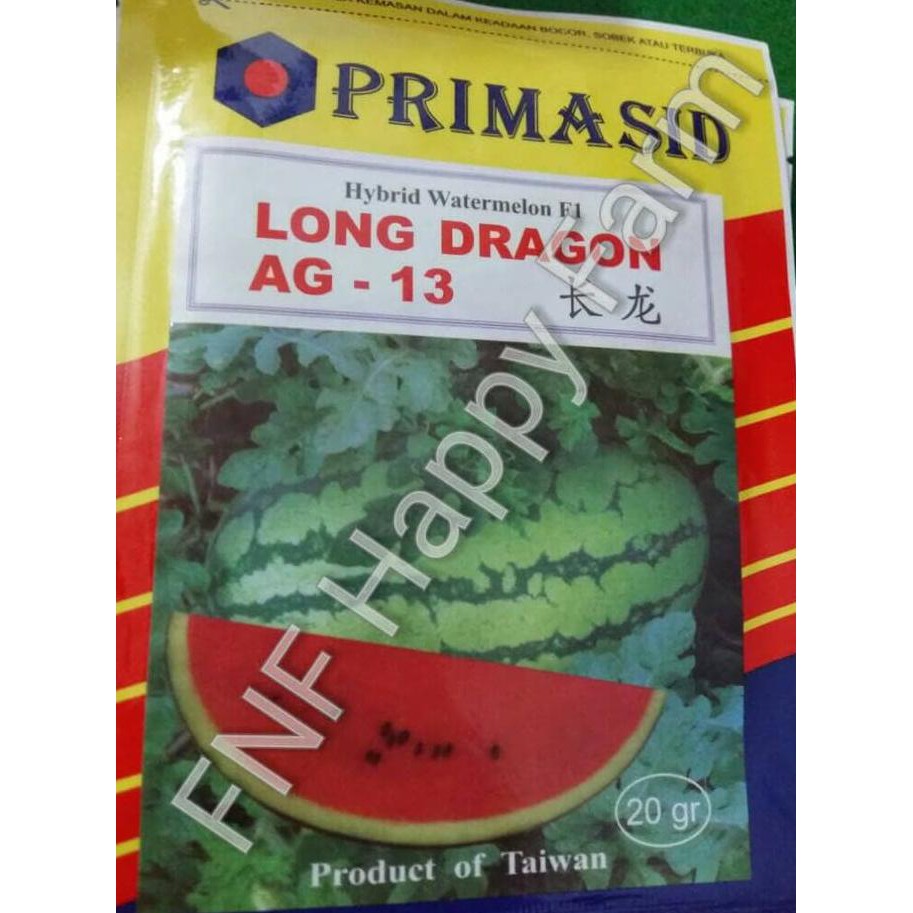 KEMASAN DALAM KEADAAN BOCOR, SOBEK ATAU TERBUKA
PRIMASID
Hybrid Watermelon F1
LONG DRAGON
AG - 13
长龙
FNF Happy Farm
20 gr
Product of Taiwan